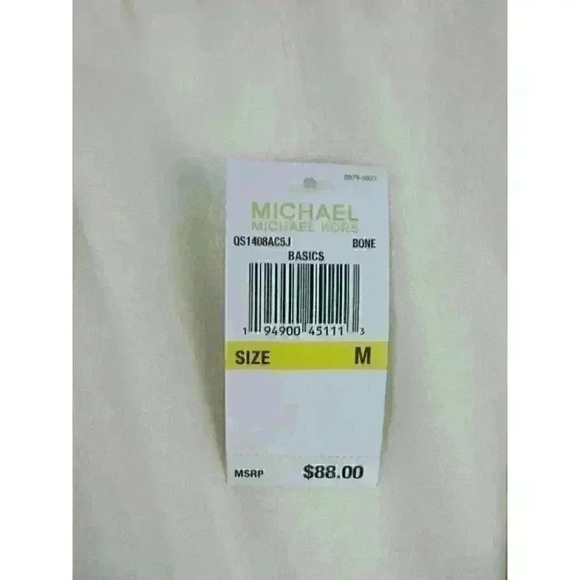 MICHAEL
MICHAEL KORS
QS1408AC5J BONE
BASICS
1 94900 45111 3
SIZE M
MSRP $88.00